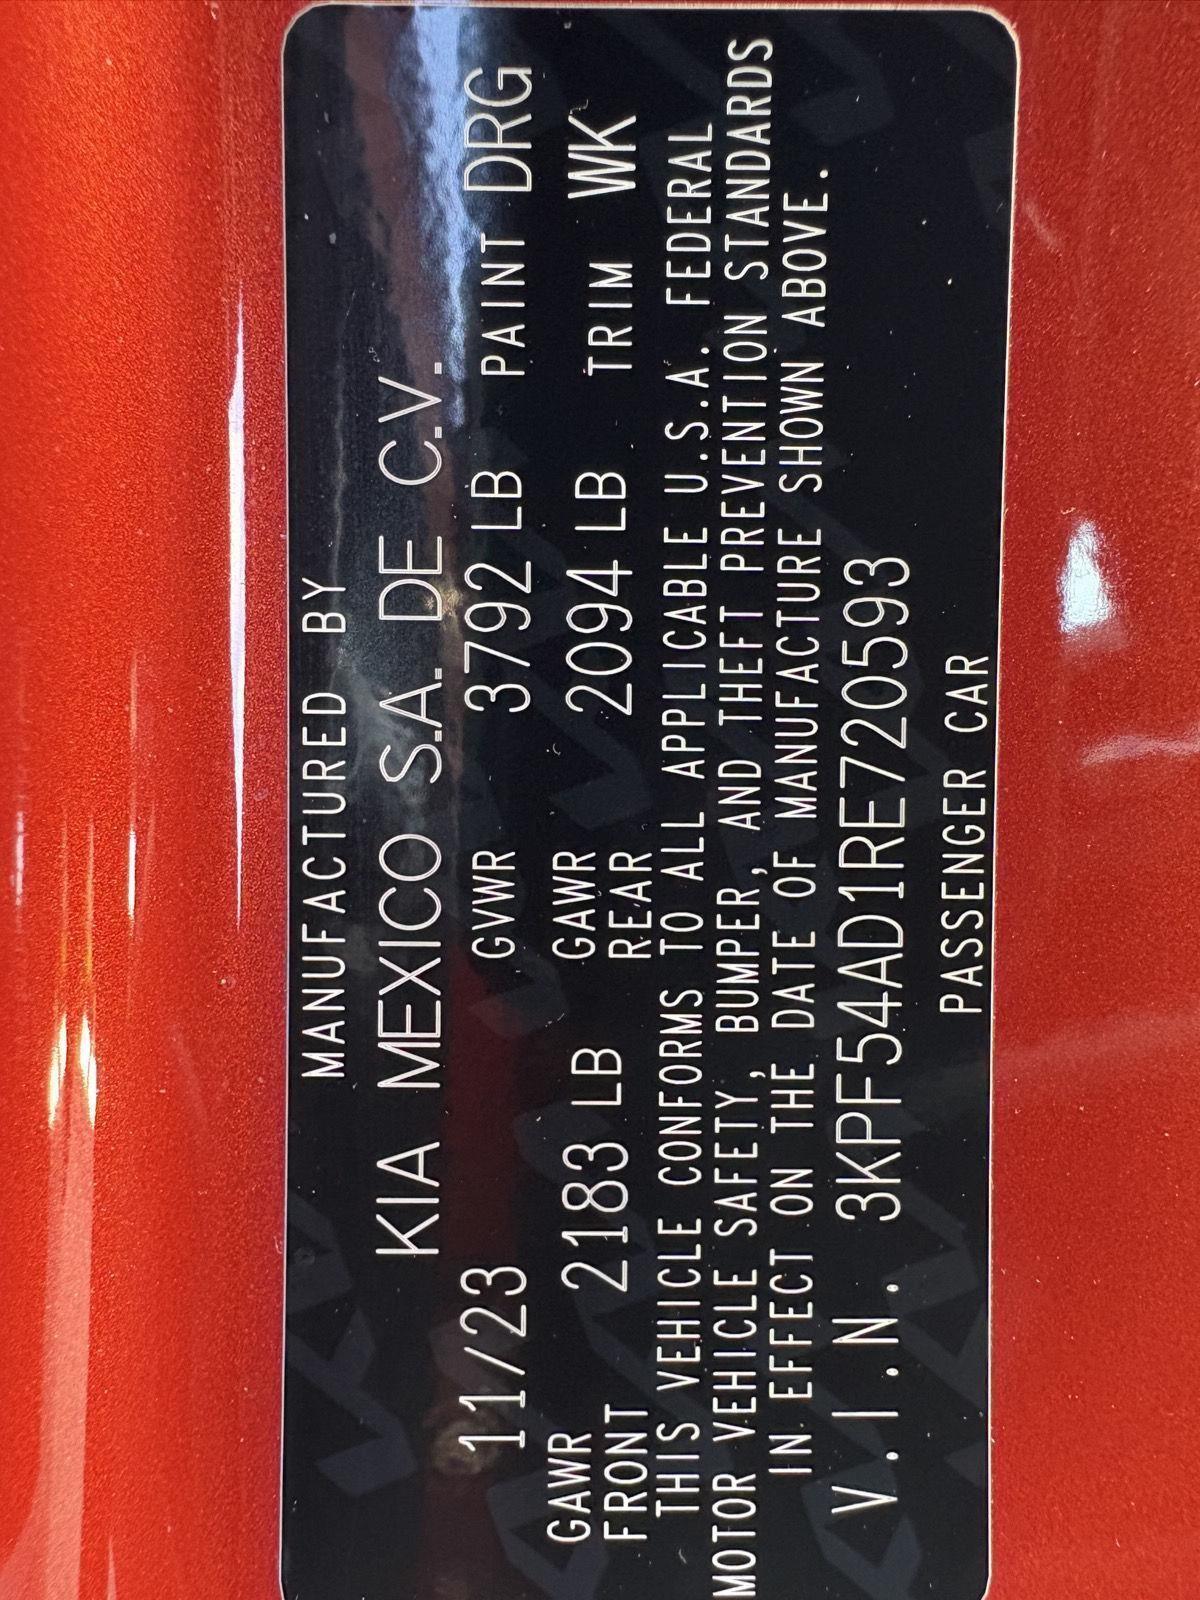 MANUFACTURED BY
KIA MEXICO S.A. DE C.V.
11/23 GVWR 3792 LB PAINT DRG
GAWR FRONT 2183 LB GAWR REAR 2094 LB TRIM WK
THIS VEHICLE CONFORMS TO ALL APPLICABLE U.S.A. FEDERAL
MOTOR VEHICLE SAFETY, BUMPER, AND THEFT PREVENTION STANDARDS
IN EFFECT ON THE DATE OF MANUFACTURE SHOWN ABOVE.
V.I.N. 3KPF54AD1RE720593
PASSENGER CAR